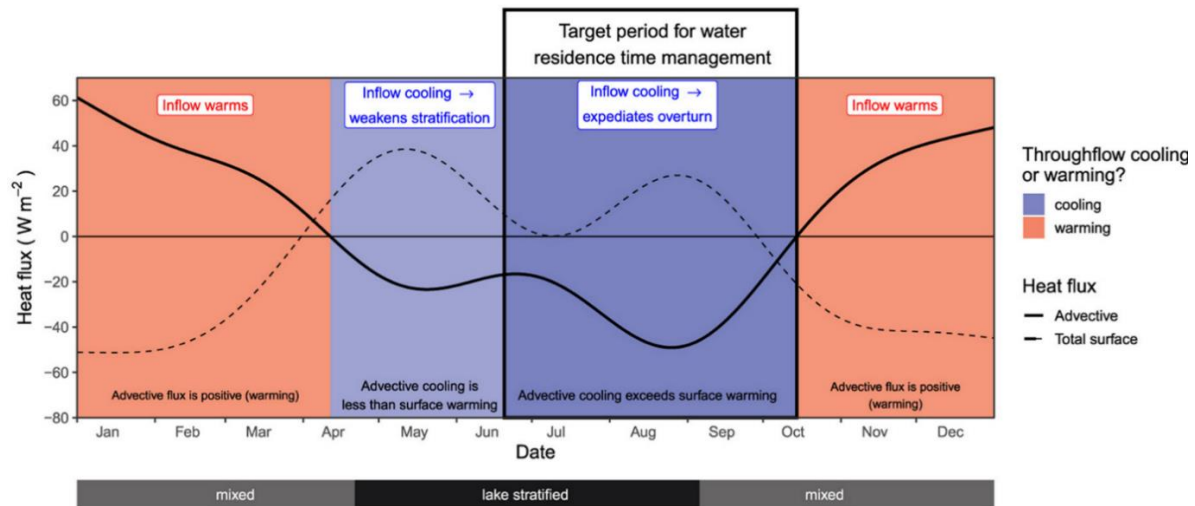 Target period for water
residence time management
Inflow warms
Inflow cooling →
weakens stratification
Inflow cooling →
expediates overturn
Inflow warms
60
40
20
0
−20
−40
−60
−80
Heat flux ( W m⁻² )
Advective flux is positive (warming)
Advective cooling is
less than surface warming
Advective cooling exceeds surface warming
Advective flux is positive
(warming)
Jan Feb Mar Apr May Jun Jul Aug Sep Oct Nov Dec
Date
mixed lake stratified mixed
Throughflow cooling
or warming?
cooling
warming
Heat flux
Advective
Total surface